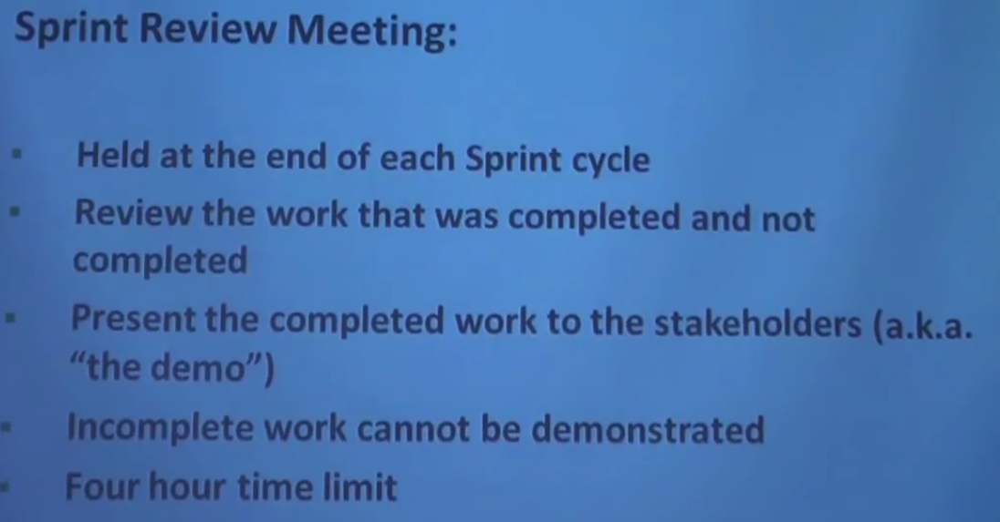 Sprint Review Meeting:
Held at the end of each Sprint cycle
Review the work that was completed and not
completed
Present the completed work to the stakeholders (a.k.a.
“the demo”)
Incomplete work cannot be demonstrated
Four hour time limit